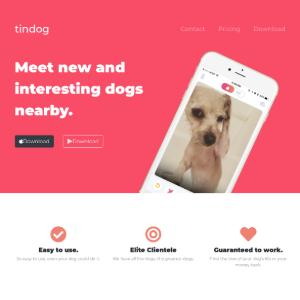 tindog
Contact Pricing Download
Meet new and
interesting dogs
nearby.
Download Download
Easy to use. Elite Clientele Guaranteed to work.
So easy to use, even your dog could do it. We have all the dogs, the greatest dogs. Find the love of your dog's life or your
money back.